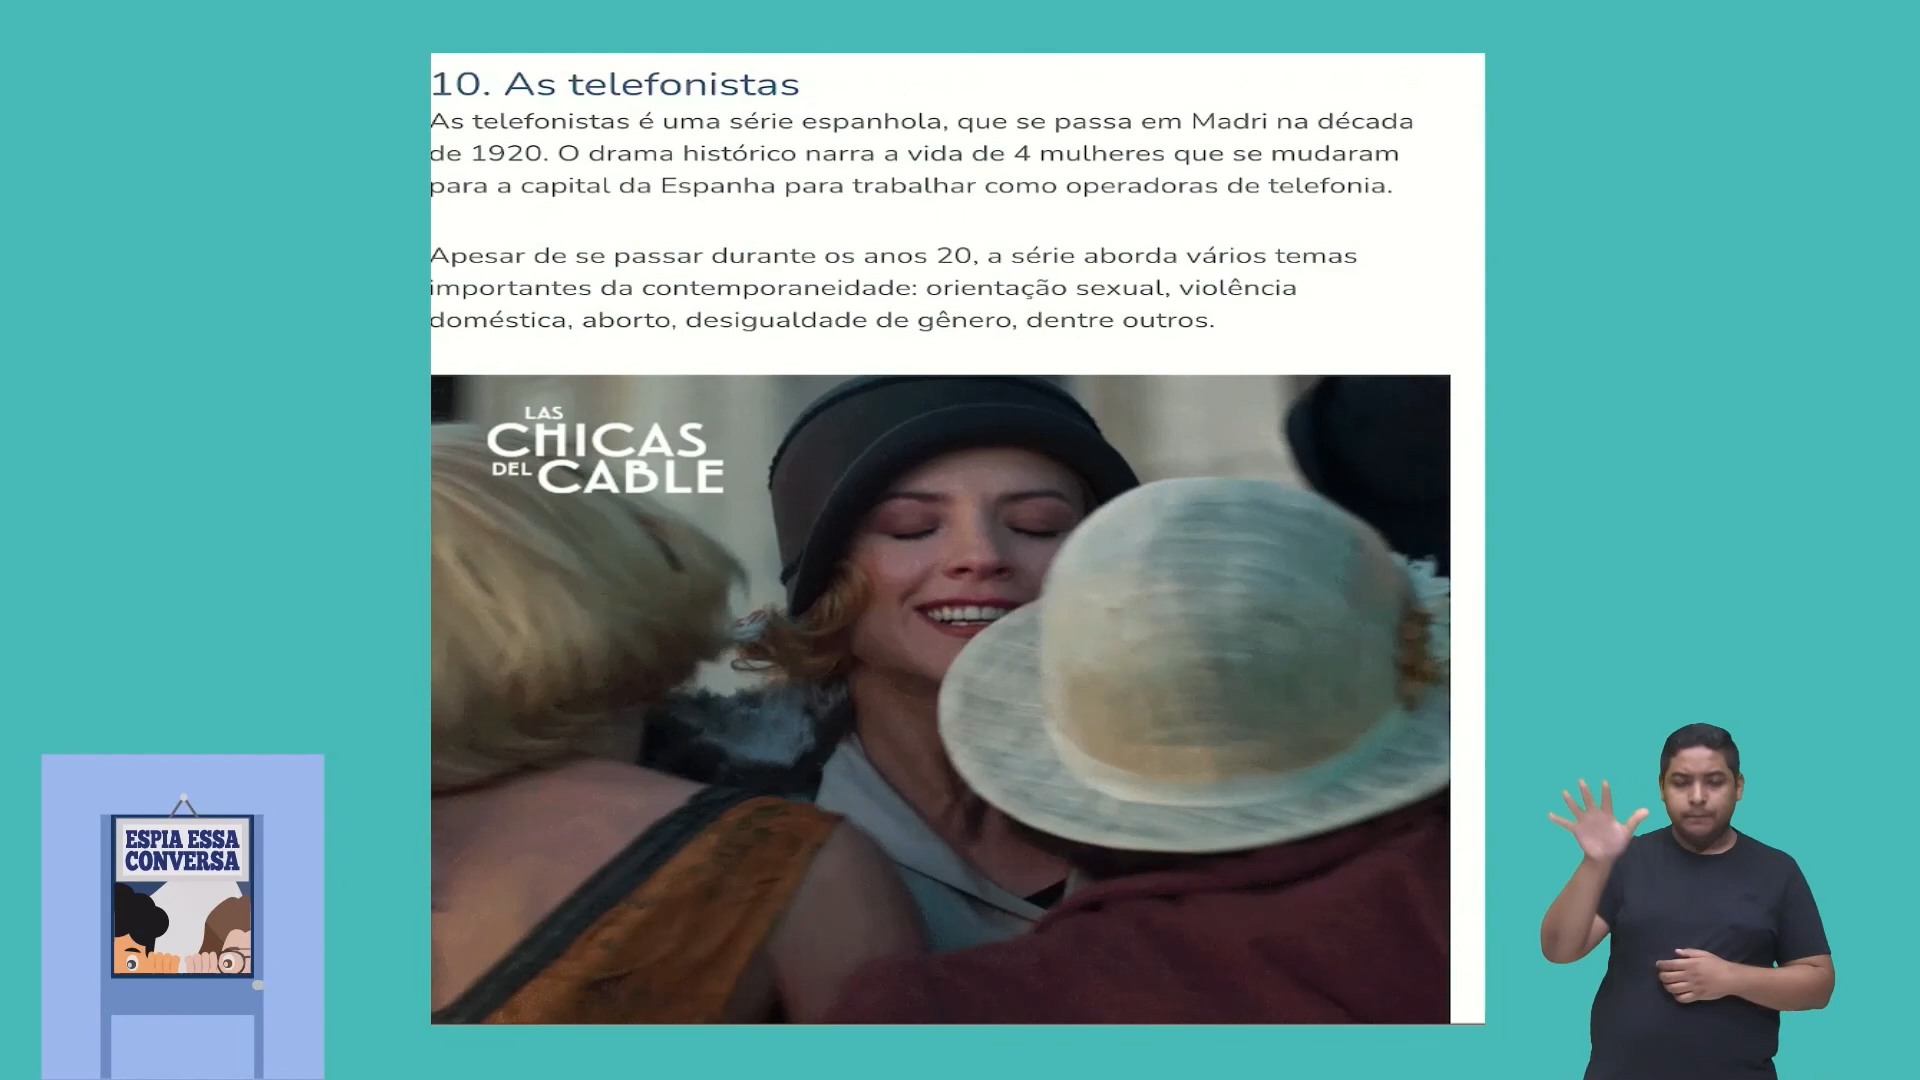 10. As telefonistas
As telefonistas é uma série espanhola, que se passa em Madri na década
de 1920. O drama histórico narra a vida de 4 mulheres que se mudaram
para a capital da Espanha para trabalhar como operadoras de telefonia.
Apesar de se passar durante os anos 20, a série aborda vários temas
importantes da contemporaneidade: orientação sexual, violência
doméstica, aborto, desigualdade de gênero, dentre outros.
LAS
CHICAS
DEL CABLE
ESPIA ESSA
CONVERSA